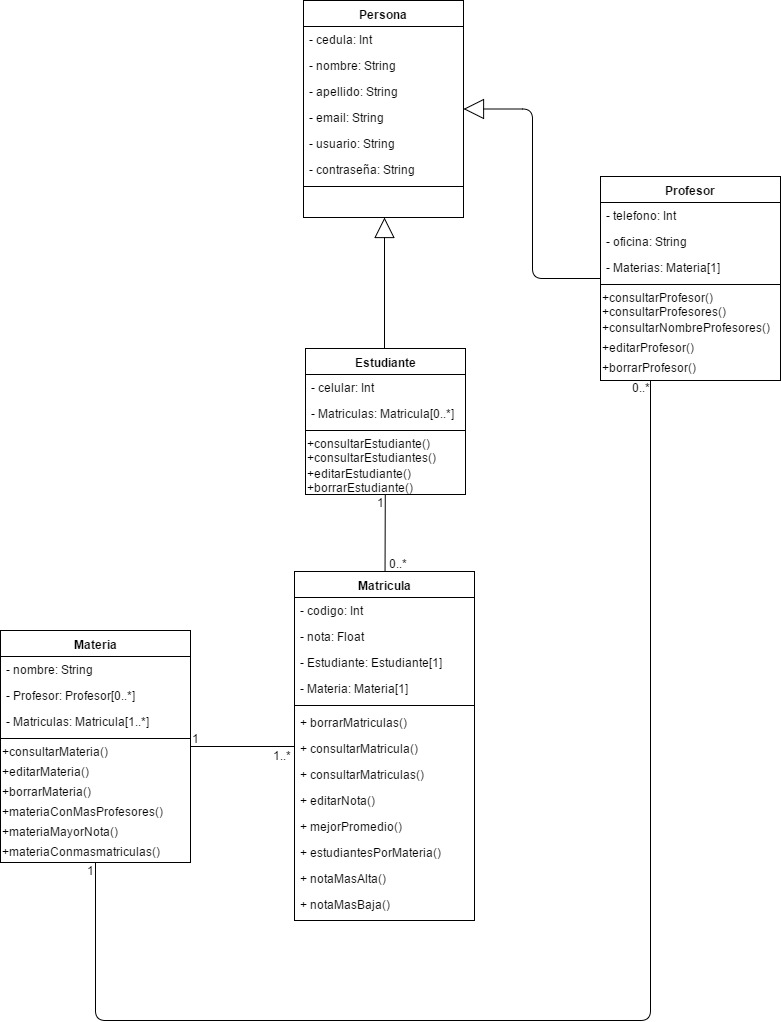 Persona
- cedula: Int
- nombre: String
- apellido: String
- email: String
- usuario: String
- contraseña: String
Profesor
- telefono: Int
- oficina: String
- Materias: Materia[1]
+consultarProfesor()
+consultarProfesores()
+consultarNombreProfesores()
+editarProfesor()
+borrarProfesor()
0..*
Estudiante
- celular: Int
- Matriculas: Matricula[0..*]
+consultarEstudiante()
+consultarEstudiantes()
+editarEstudiante()
+borrarEstudiante()
1
0..*
Matricula
- codigo: Int
- nota: Float
- Estudiante: Estudiante[1]
- Materia: Materia[1]
+ borrarMatriculas()
+ consultarMatricula()
+ consultarMatriculas()
+ editarNota()
+ mejorPromedio()
+ estudiantesPorMateria()
+ notaMasAlta()
+ notaMasBaja()
Materia
- nombre: String
- Profesor: Profesor[0..*]
- Matriculas: Matricula[1..*]
+consultarMateria()
+editarMateria()
+borrarMateria()
+materiaConMasProfesores()
+materiaMayorNota()
+materiaConmasmatriculas()
1
1..*
1